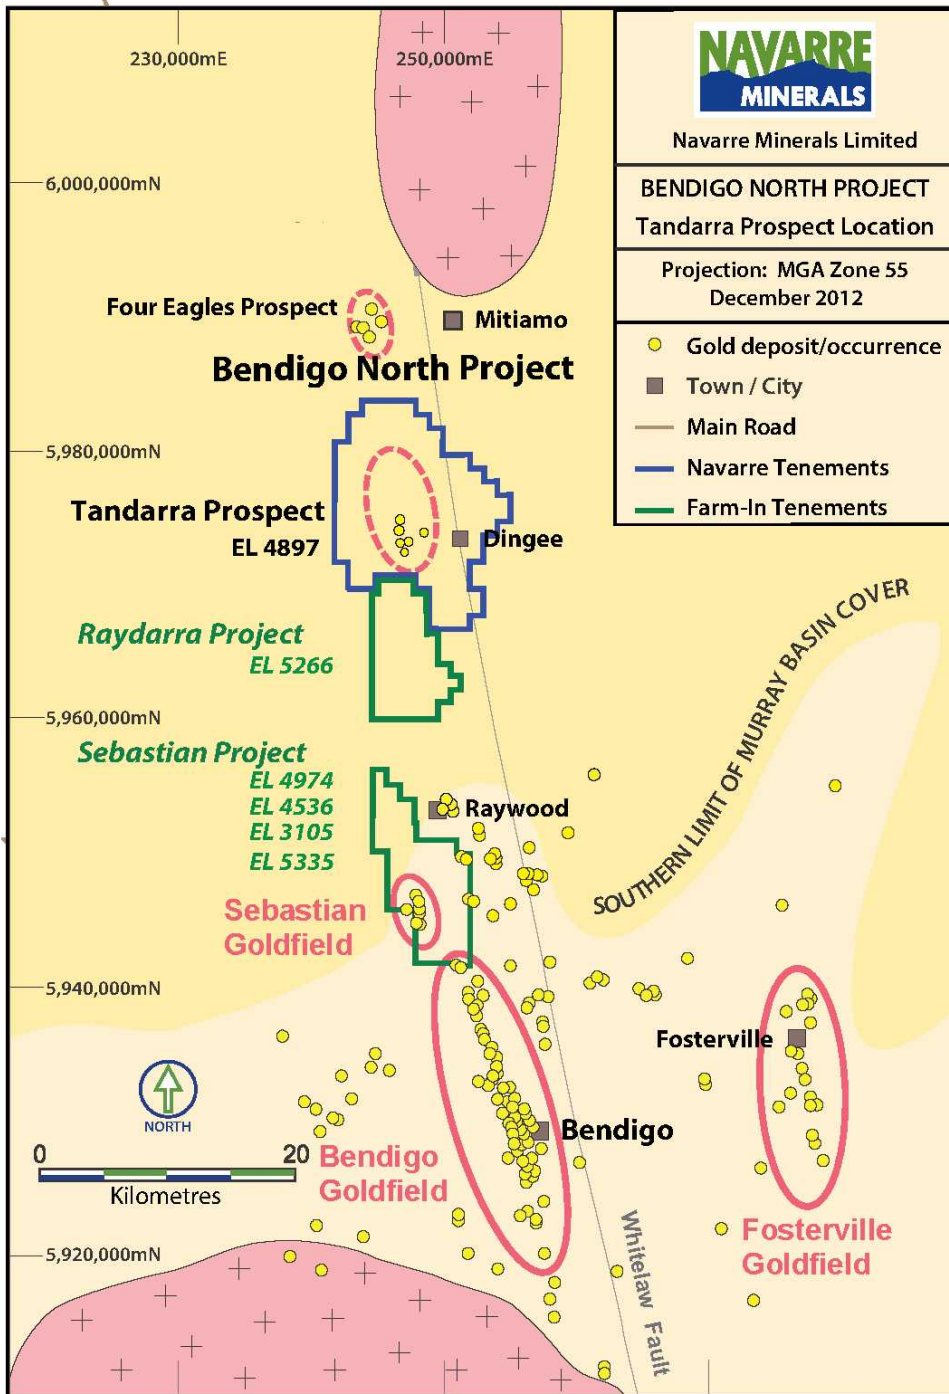 230,000mE
250,000mE
NAVARRE
MINERALS
Navarre Minerals Limited
BENDIGO NORTH PROJECT
Tandarra Prospect Location
Projection: MGA Zone 55
December 2012
Gold deposit/occurrence
Town / City
Main Road
Navarre Tenements
Farm-In Tenements
6,000,000mN
Four Eagles Prospect
Mitiamo
Bendigo North Project
5,980,000mN
Tandarra Prospect
EL 4897
Dingee
Raydarra Project
EL 5266
SOUTHERN LIMIT OF MURRAY BASIN COVER
5,960,000mN
Sebastian Project
EL 4974
EL 4536
EL 3105
EL 5335
Raywood
Sebastian
Goldfield
5,940,000mN
Fosterville
NORTH
Bendigo
0 20
Kilometres
Bendigo
Goldfield
Whitelaw Fault
Fosterville
Goldfield
5,920,000mN